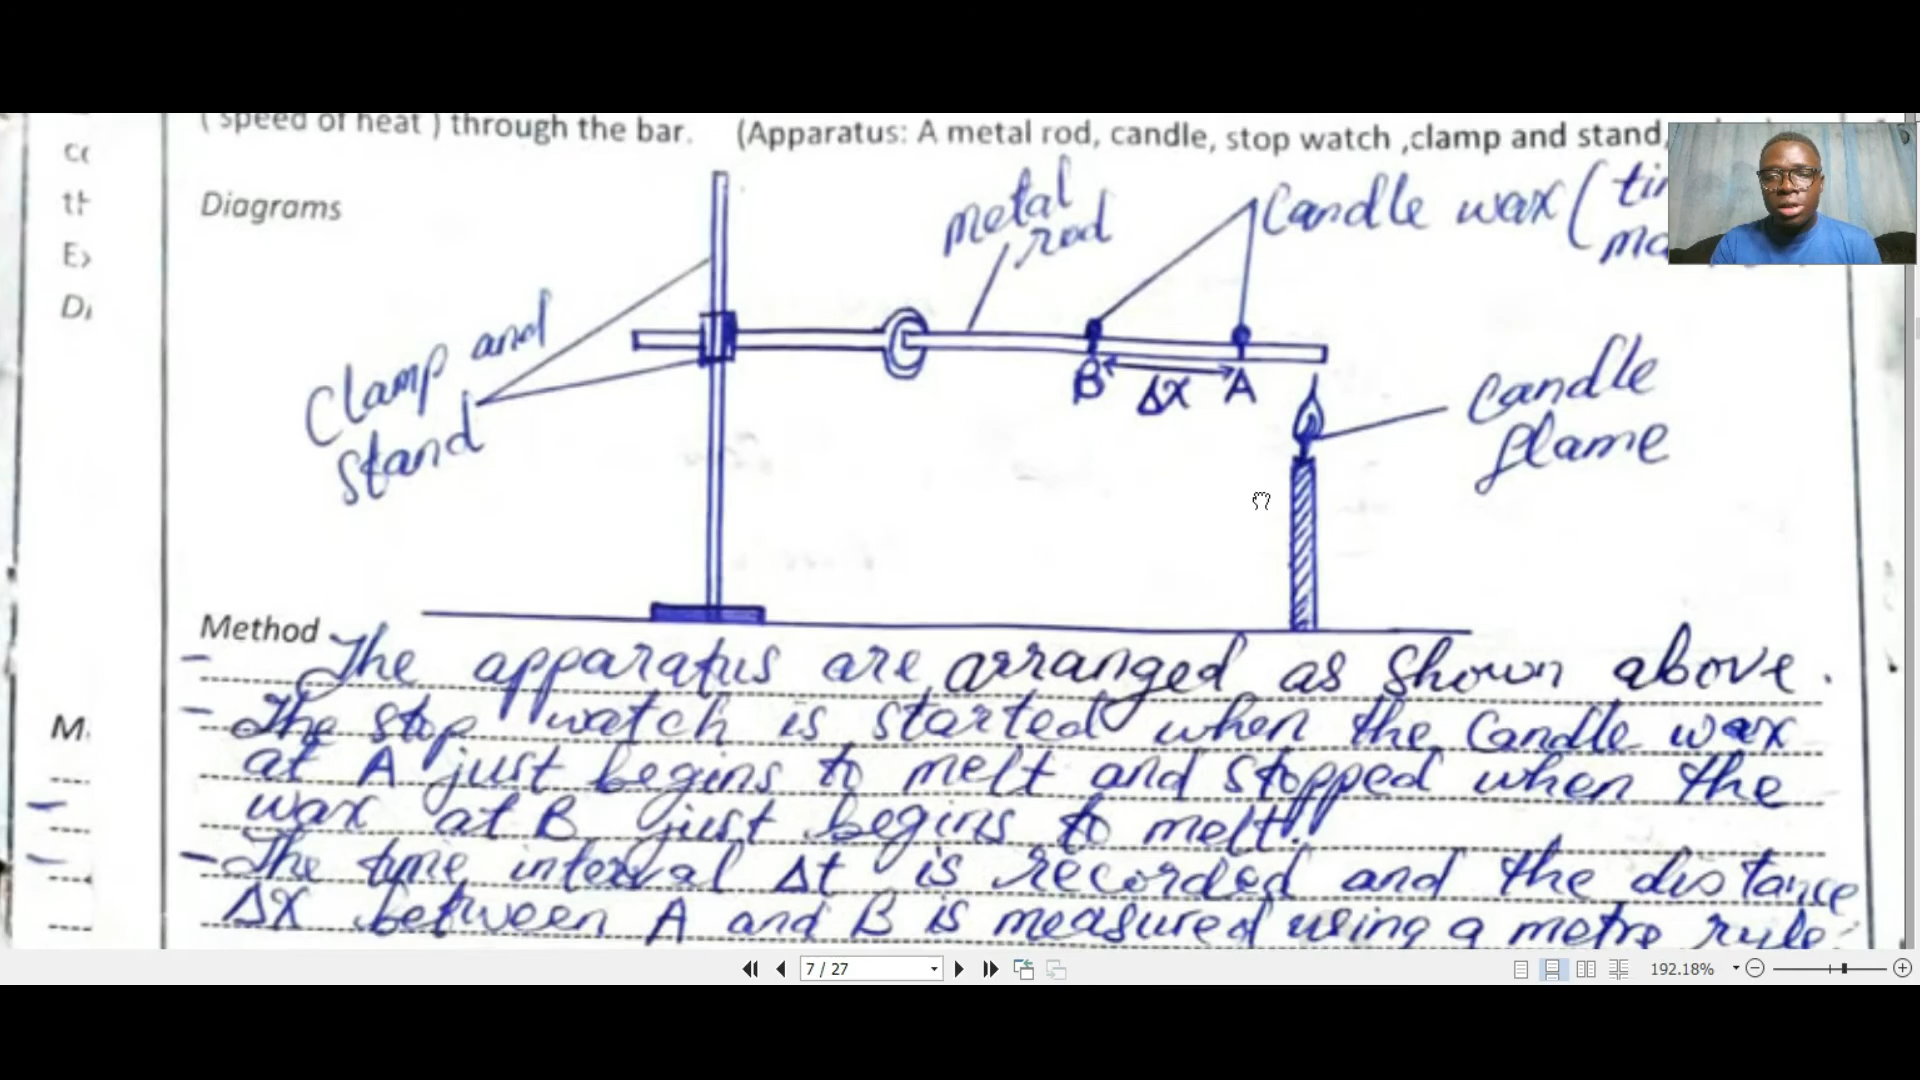 ( speed of heat ) through the bar. (Apparatus: A metal rod, candle, stop watch ,clamp and stand,
Diagrams
metal
rod
Candle wax (
Clamp and
stand
B Δx A
Candle
flame
Method
- The apparatus are arranged as shown above.
- The stop watch is started when the Candle wax
at A just begins to melt and stopped when the
wax at B just begins to melt.
- The time interval Δt is recorded and the distance
Δx between A and B is measured using a metre rule.
7 / 27
192.18%